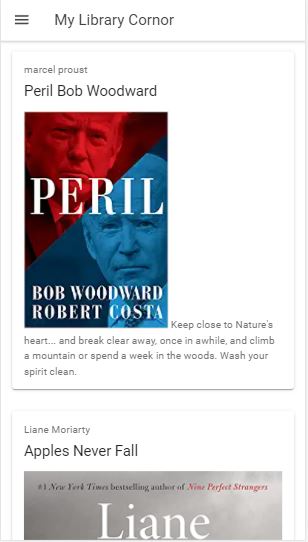 My Library Cornor
marcel proust
Peril Bob Woodward
PERIL
BOB WOODWARD
ROBERT COSTA
Keep close to Nature's
heart... and break clear away, once in awhile, and climb
a mountain or spend a week in the woods. Wash your
spirit clean.
Liane Moriarty
Apples Never Fall
#1 New York Times bestselling author of Nine Perfect Strangers
Liane